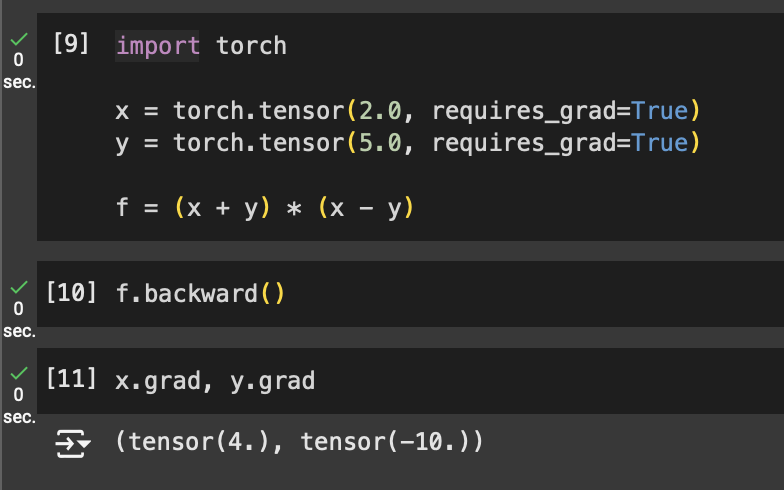 0
sec.
[9] import torch
x = torch.tensor(2.0, requires_grad=True)
y = torch.tensor(5.0, requires_grad=True)
f = (x + y) * (x - y)
0
sec.
[10] f.backward()
0
sec.
[11] x.grad, y.grad
(tensor(4.), tensor(-10.))